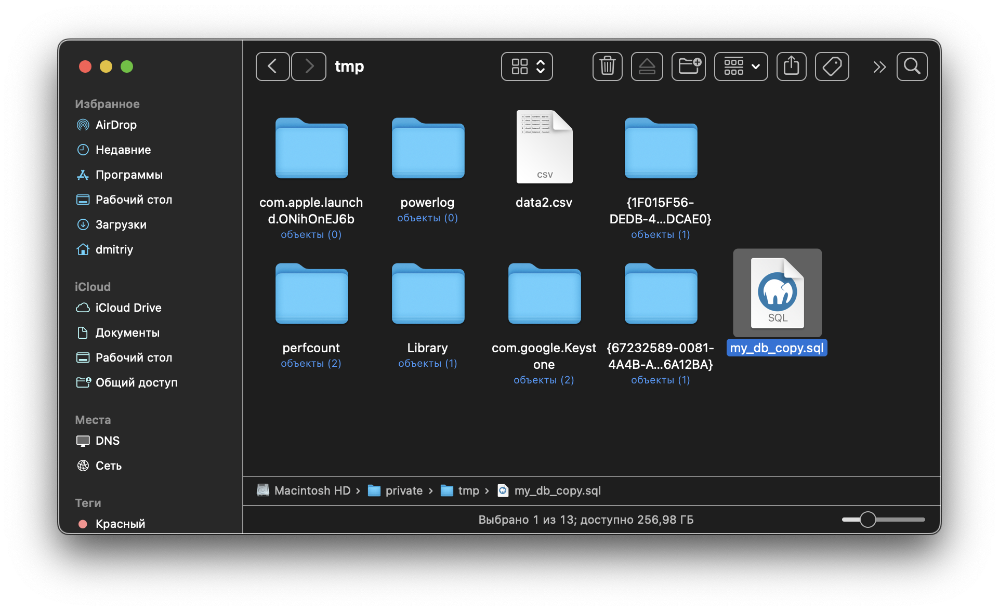 tmp
Избранное
AirDrop
Недавние
Программы
Рабочий стол
Загрузки
dmitriy
iCloud
iCloud Drive
Документы
Рабочий стол
Общий доступ
Места
DNS
Сеть
Теги
Красный
com.apple.launch
d.ONihOnEJ6b
объекты (0)
powerlog
объекты (0)
CSV
data2.csv
{1F015F56-
DEDB-4...DCAE0}
объекты (1)
perfcount
объекты (2)
Library
объекты (1)
com.google.Keyst
one
объекты (2)
{67232589-0081-
4A4B-A...6A12BA}
объекты (1)
SQL
my_db_copy.sql
Macintosh HD › private › tmp › my_db_copy.sql
Выбрано 1 из 13; доступно 256,98 ГБ